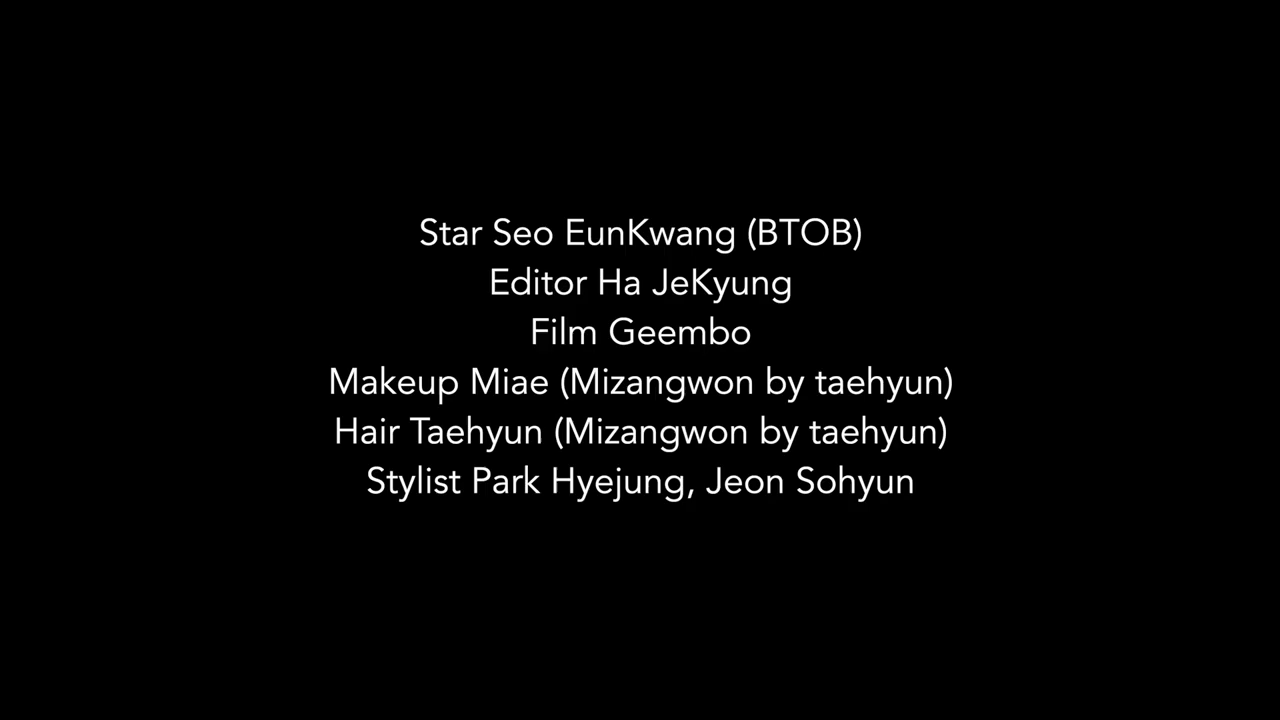 Star Seo EunKwang (BTOB)
Editor Ha JeKyung
Film Geembo
Makeup Miae (Mizangwon by taehyun)
Hair Taehyun (Mizangwon by taehyun)
Stylist Park Hyejung, Jeon Sohyun